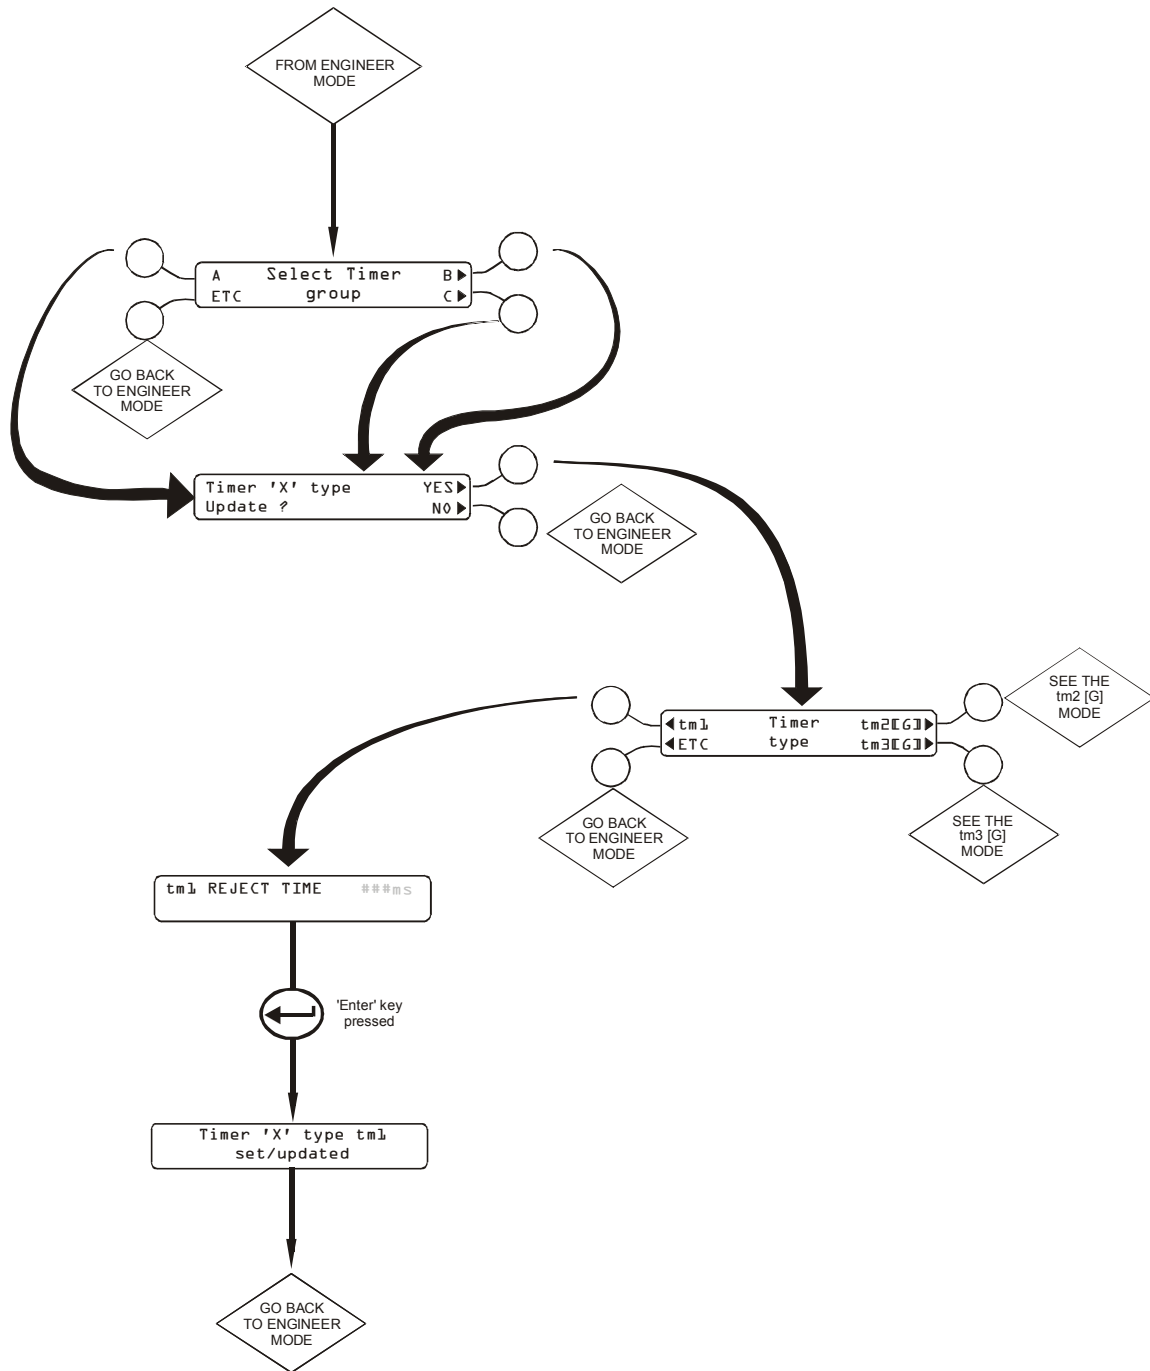 FROM ENGINEER
MODE
A Select Timer B
ETC group C
GO BACK
TO ENGINEER
MODE
Timer 'X' type YES
Update ? NO
GO BACK
TO ENGINEER
MODE
SEE THE
tm2 [G]
MODE
tm1 Timer tm2[G]
ETC type tm3[G]
GO BACK
TO ENGINEER
MODE
SEE THE
tm3 [G]
MODE
tm1 REJECT TIME ###ms
'Enter' key
pressed
Timer 'X' type tm1
set/updated
GO BACK
TO ENGINEER
MODE